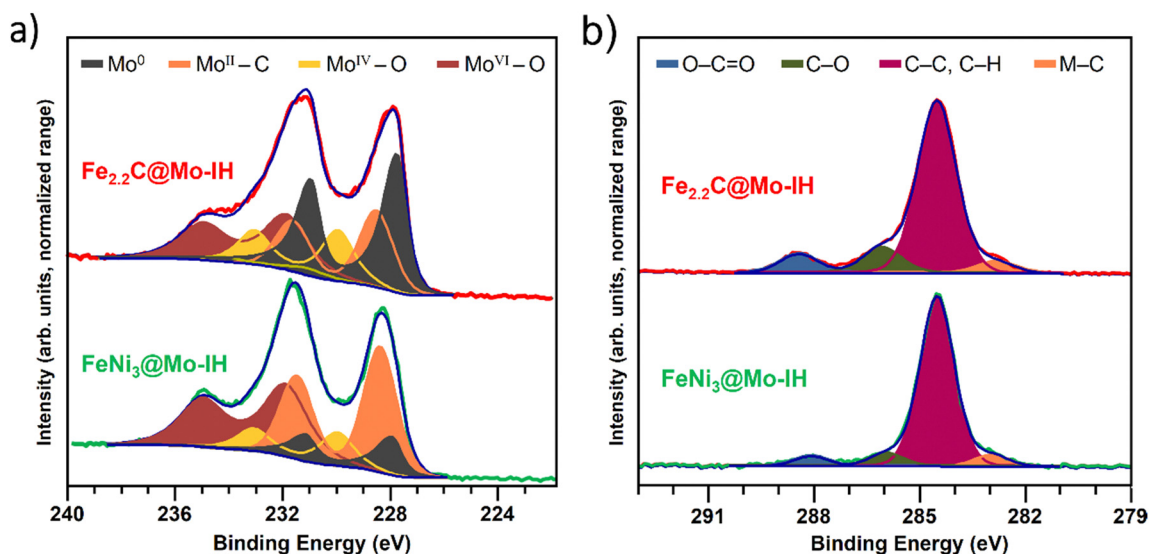 a)
Mo⁰ Moᴵᴵ – C Moᴵⱽ – O Moⱽᴵ – O
Fe₂.₂C@Mo-IH
FeNi₃@Mo-IH
Intensity (arb. units, normalized range)
240 236 232 228 224
Binding Energy (eV)
b)
O–C=O C–O C–C, C–H M–C
Fe₂.₂C@Mo-IH
FeNi₃@Mo-IH
Intensity (arb. units, normalized range)
291 288 285 282 279
Binding Energy (eV)